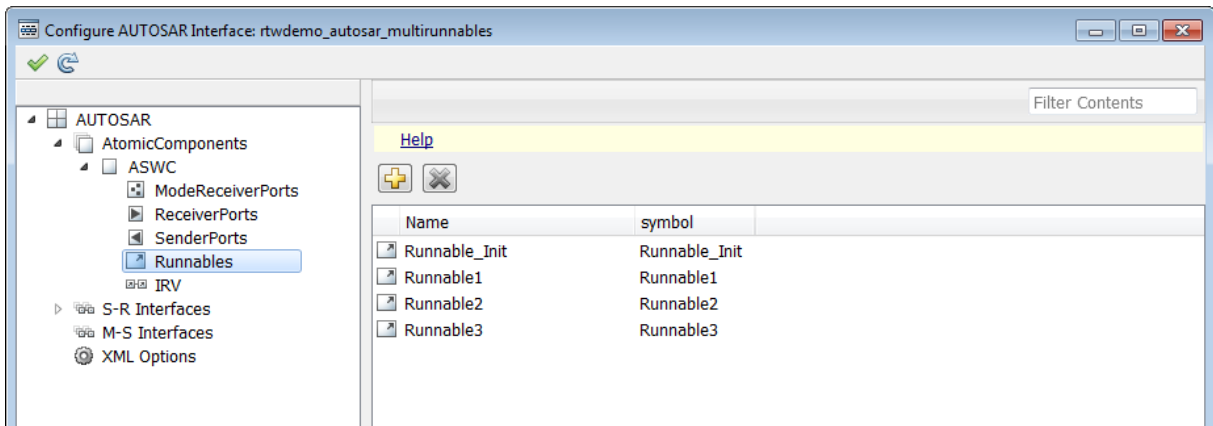 Configure AUTOSAR Interface: rtwdemo_autosar_multirunnables
Filter Contents
AUTOSAR
AtomicComponents
ASWC
ModeReceiverPorts
ReceiverPorts
SenderPorts
Runnables
IRV
S-R Interfaces
M-S Interfaces
XML Options
Help
Name symbol
Runnable_Init Runnable_Init
Runnable1 Runnable1
Runnable2 Runnable2
Runnable3 Runnable3